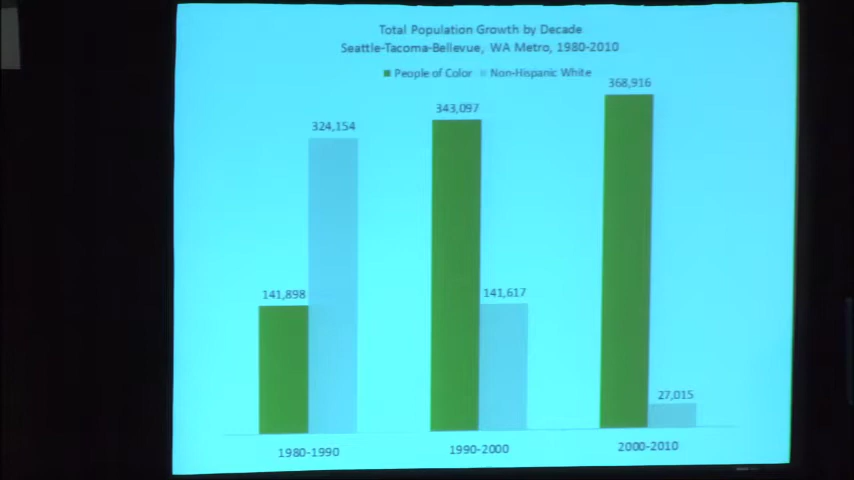 Total Population Growth by Decade
Seattle-Tacoma-Bellevue, WA Metro, 1980-2010
People of Color Non-Hispanic White
368,916
343,097
324,154
141,898
141,617
27,015
1980-1990 1990-2000 2000-2010